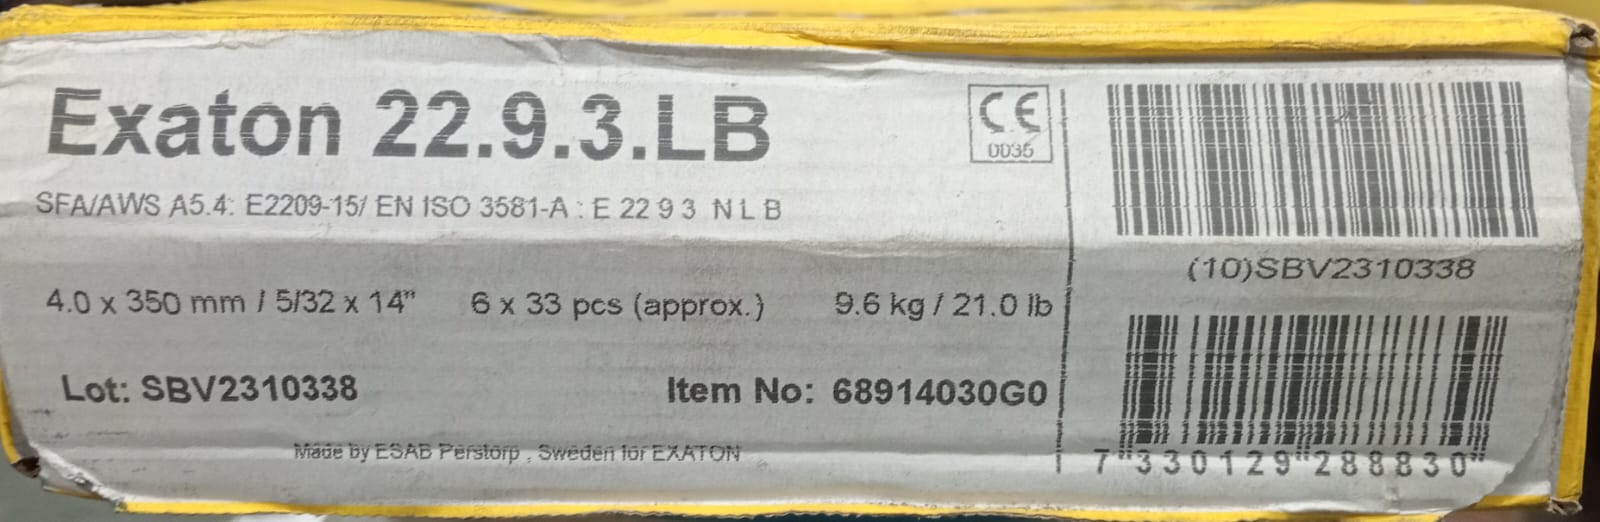 Exaton 22.9.3.LB
CE
0035
SFA/AWS A5.4: E2209-15/ EN ISO 3581-A : E 22 9 3 N L B
4.0 x 350 mm / 5/32 x 14" 6 x 33 pcs (approx.) 9.6 kg / 21.0 lb
Lot: SBV2310338 Item No: 68914030G0
Made by ESAB Perstorp , Sweden for EXATON
(10)SBV2310338
7"330129"288830"